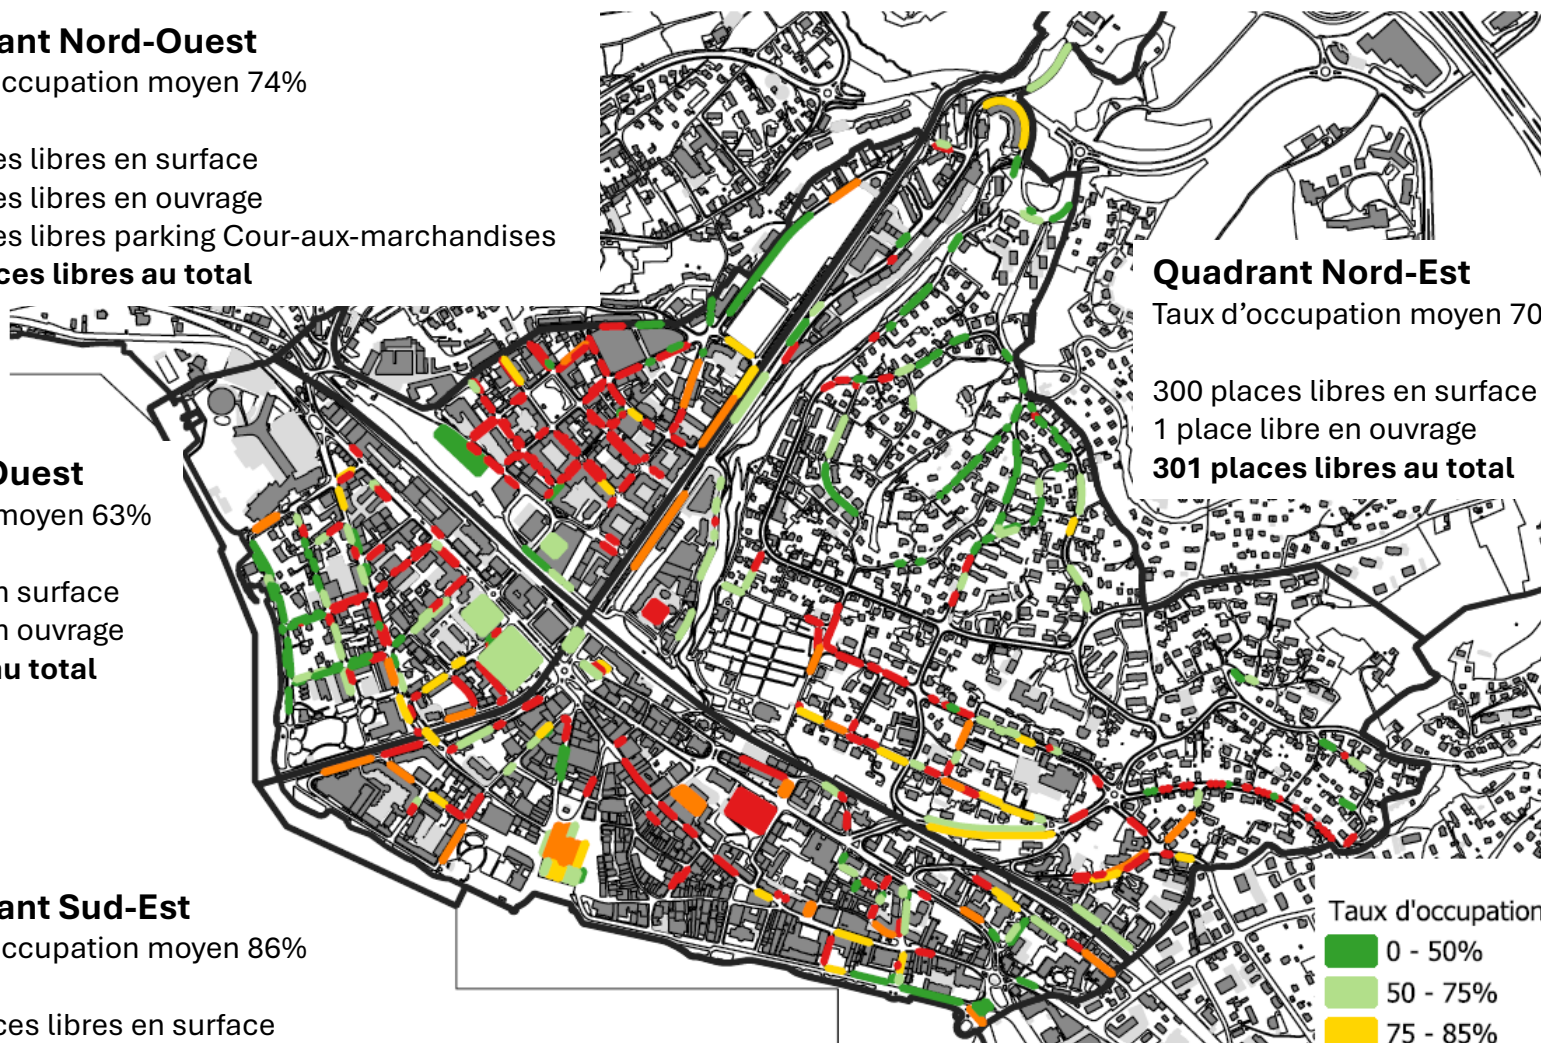 ant Nord-Ouest
occupation moyen 74%
es libres en surface
es libres en ouvrage
es libres parking Cour-aux-marchandises
ces libres au total
Quadrant Nord-Est
Taux d'occupation moyen 70
300 places libres en surface
1 place libre en ouvrage
301 places libres au total
Ouest
moyen 63%
n surface
n ouvrage
au total
ant Sud-Est
occupation moyen 86%
ces libres en surface
Taux d'occupation
0 - 50%
50 - 75%
75 - 85%